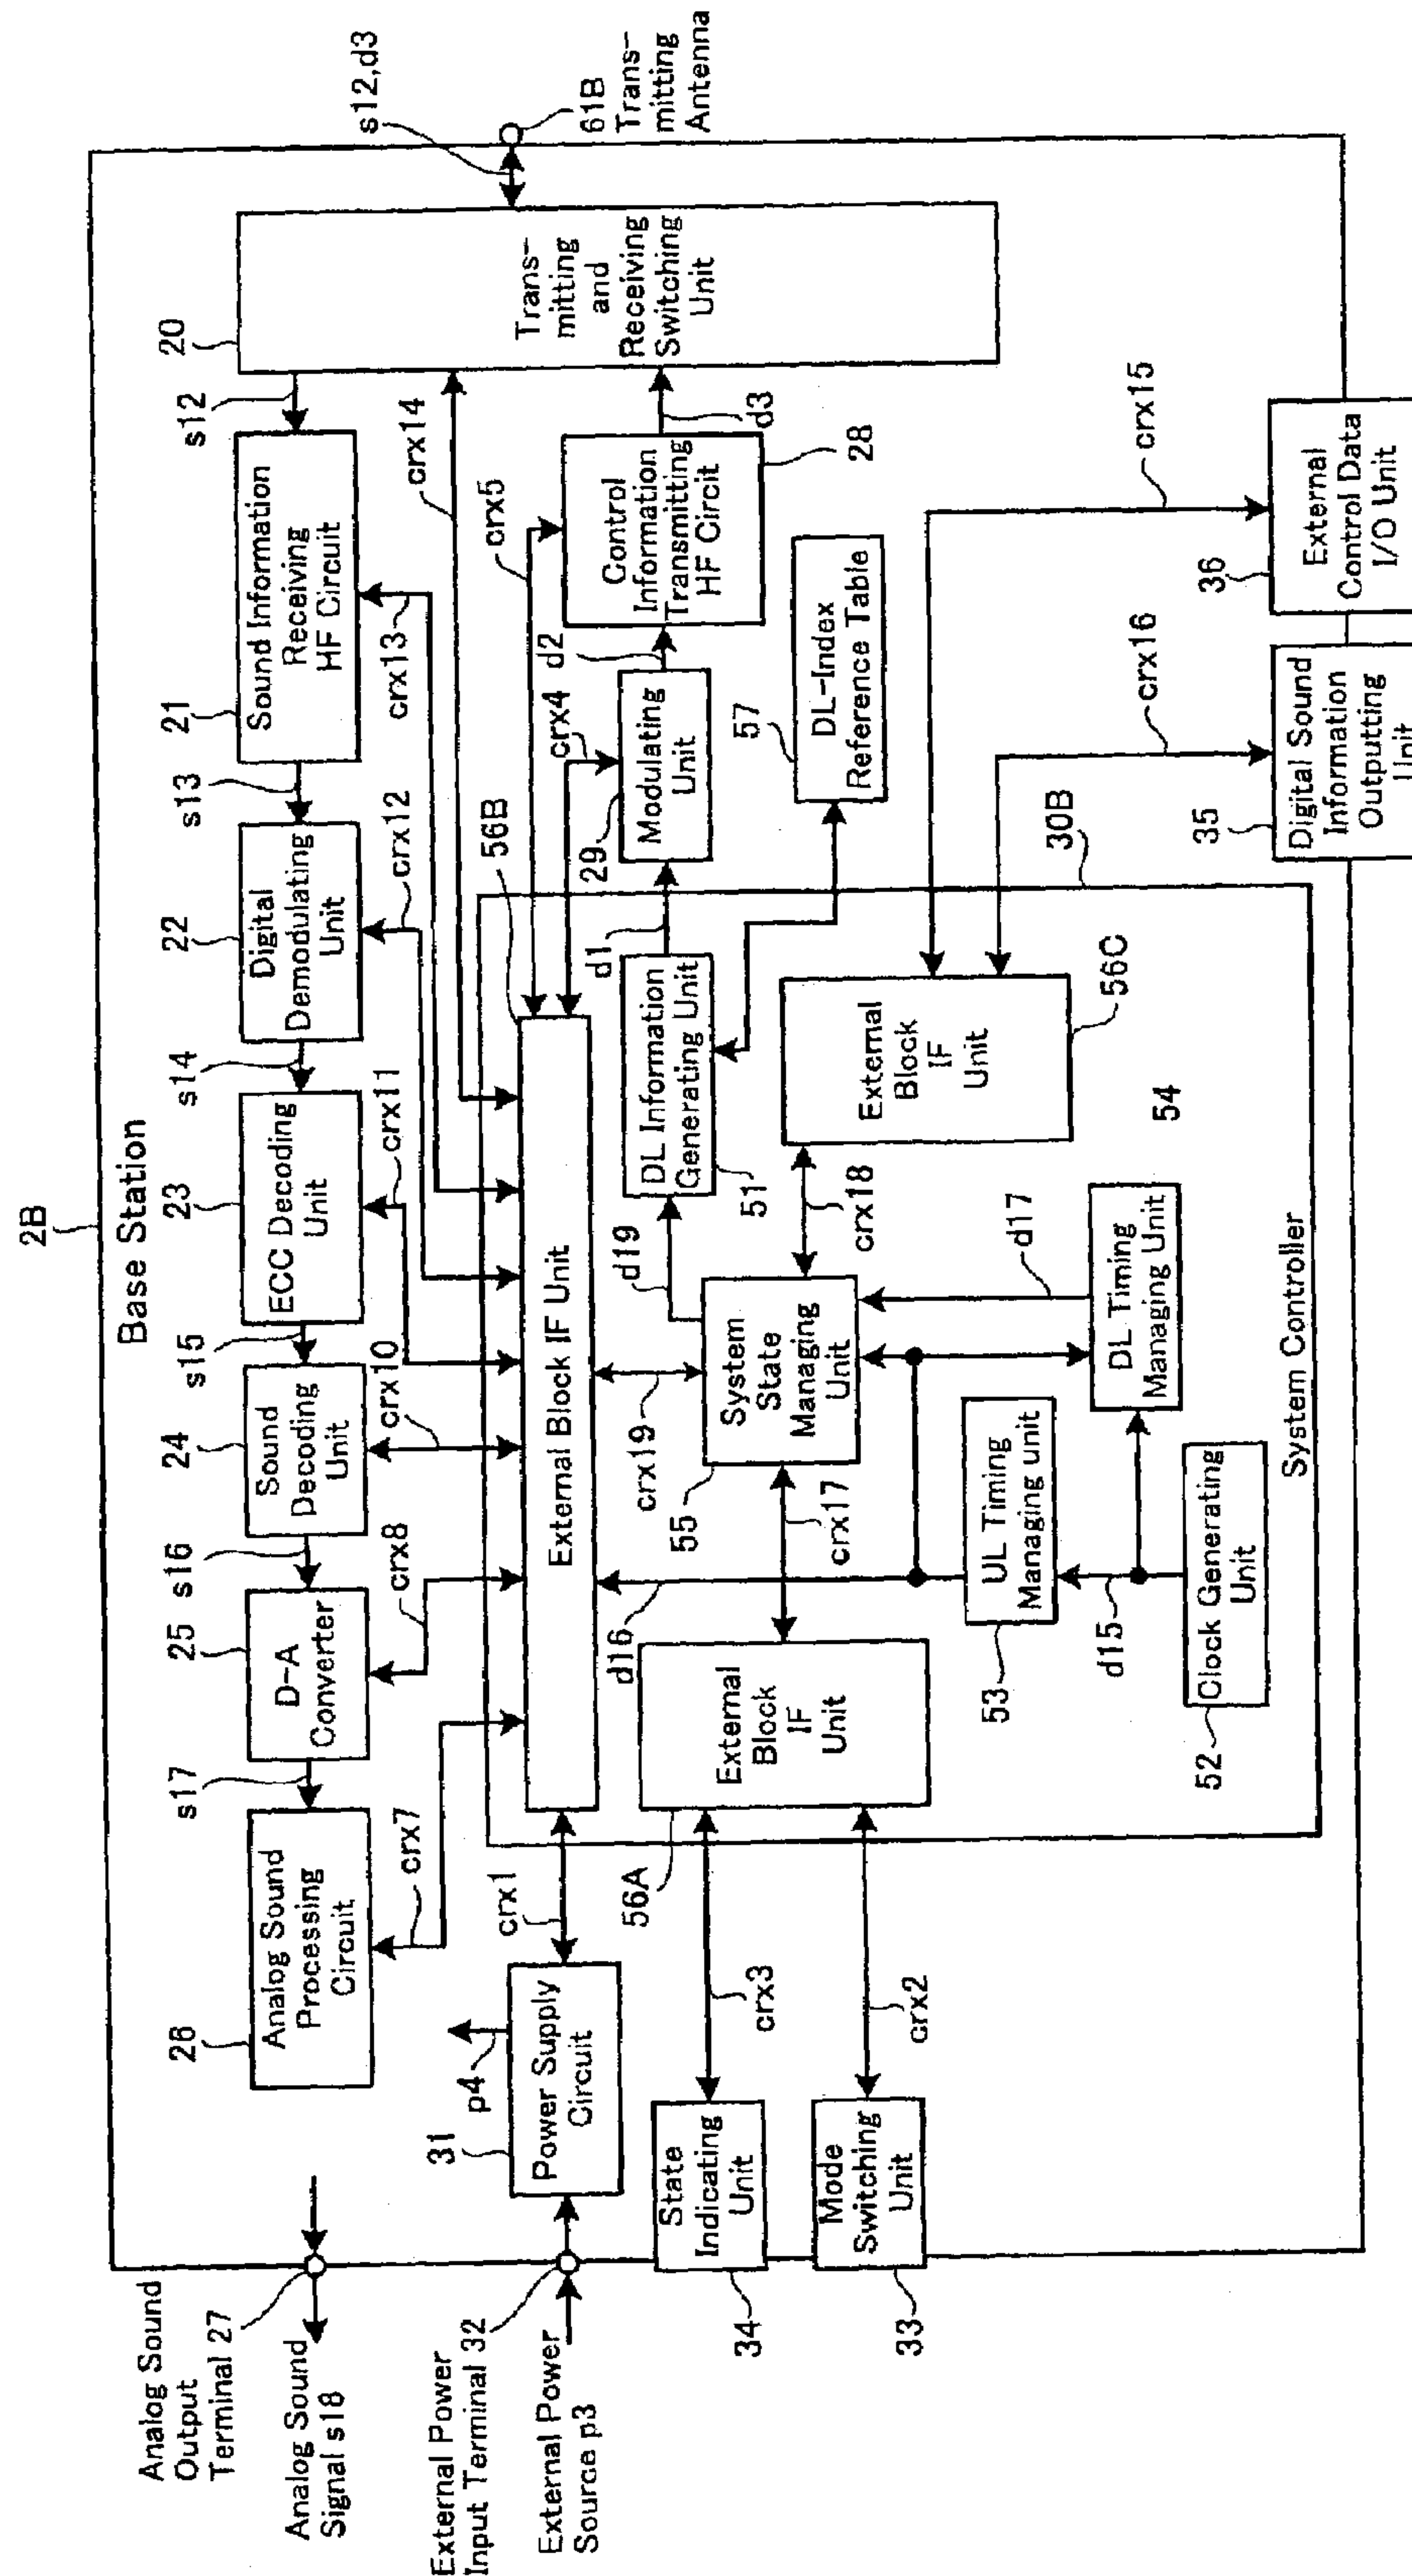 2B
Base Station
Analog Sound
Output
Terminal 27
Analog Sound
Signal s18
26
Analog Sound
Processing
Circuit
s17
25
D-A
Converter
s16
24
Sound
Decoding
Unit
s15
23
ECC Decoding
Unit
s14
22
Digital
Demodulating
Unit
s13
21
Sound Information
Receiving
HF Circuit
s12
20
Trans-
mitting
and
Receiving
Switching
Unit
s12,d3
61B
Trans-
mitting
Antenna
crx7
crx8
crx10
crx11
crx12
crx13
crx14
crx5
crx4
External Power
Input Terminal 32
External Power
Source p3
p4
31
Power Supply
Circuit
crx1
56B
External Block IF Unit
29
Modulating
Unit
d2
Control
Information
Transmitting
HF Circit
28
d3
d1
DL Information
Generating Unit
51
57
DL-Index
Reference Table
State
Indicating
Unit
34
crx3
Mode
Switching
Unit
33
crx2
56A
External
Block
IF
Unit
d16
crx17
crx19
55
System
State
Managing
Unit
d19
crx18
External
Block
IF
Unit
56C
30B
53
UL Timing
Managing unit
d17
DL Timing
Managing Unit
54
d15
52
Clock Generating
Unit
System Controller
crx16
crx15
35
Digital Sound
Information
Outputting
Unit
36
External
Control Data
I/O Unit